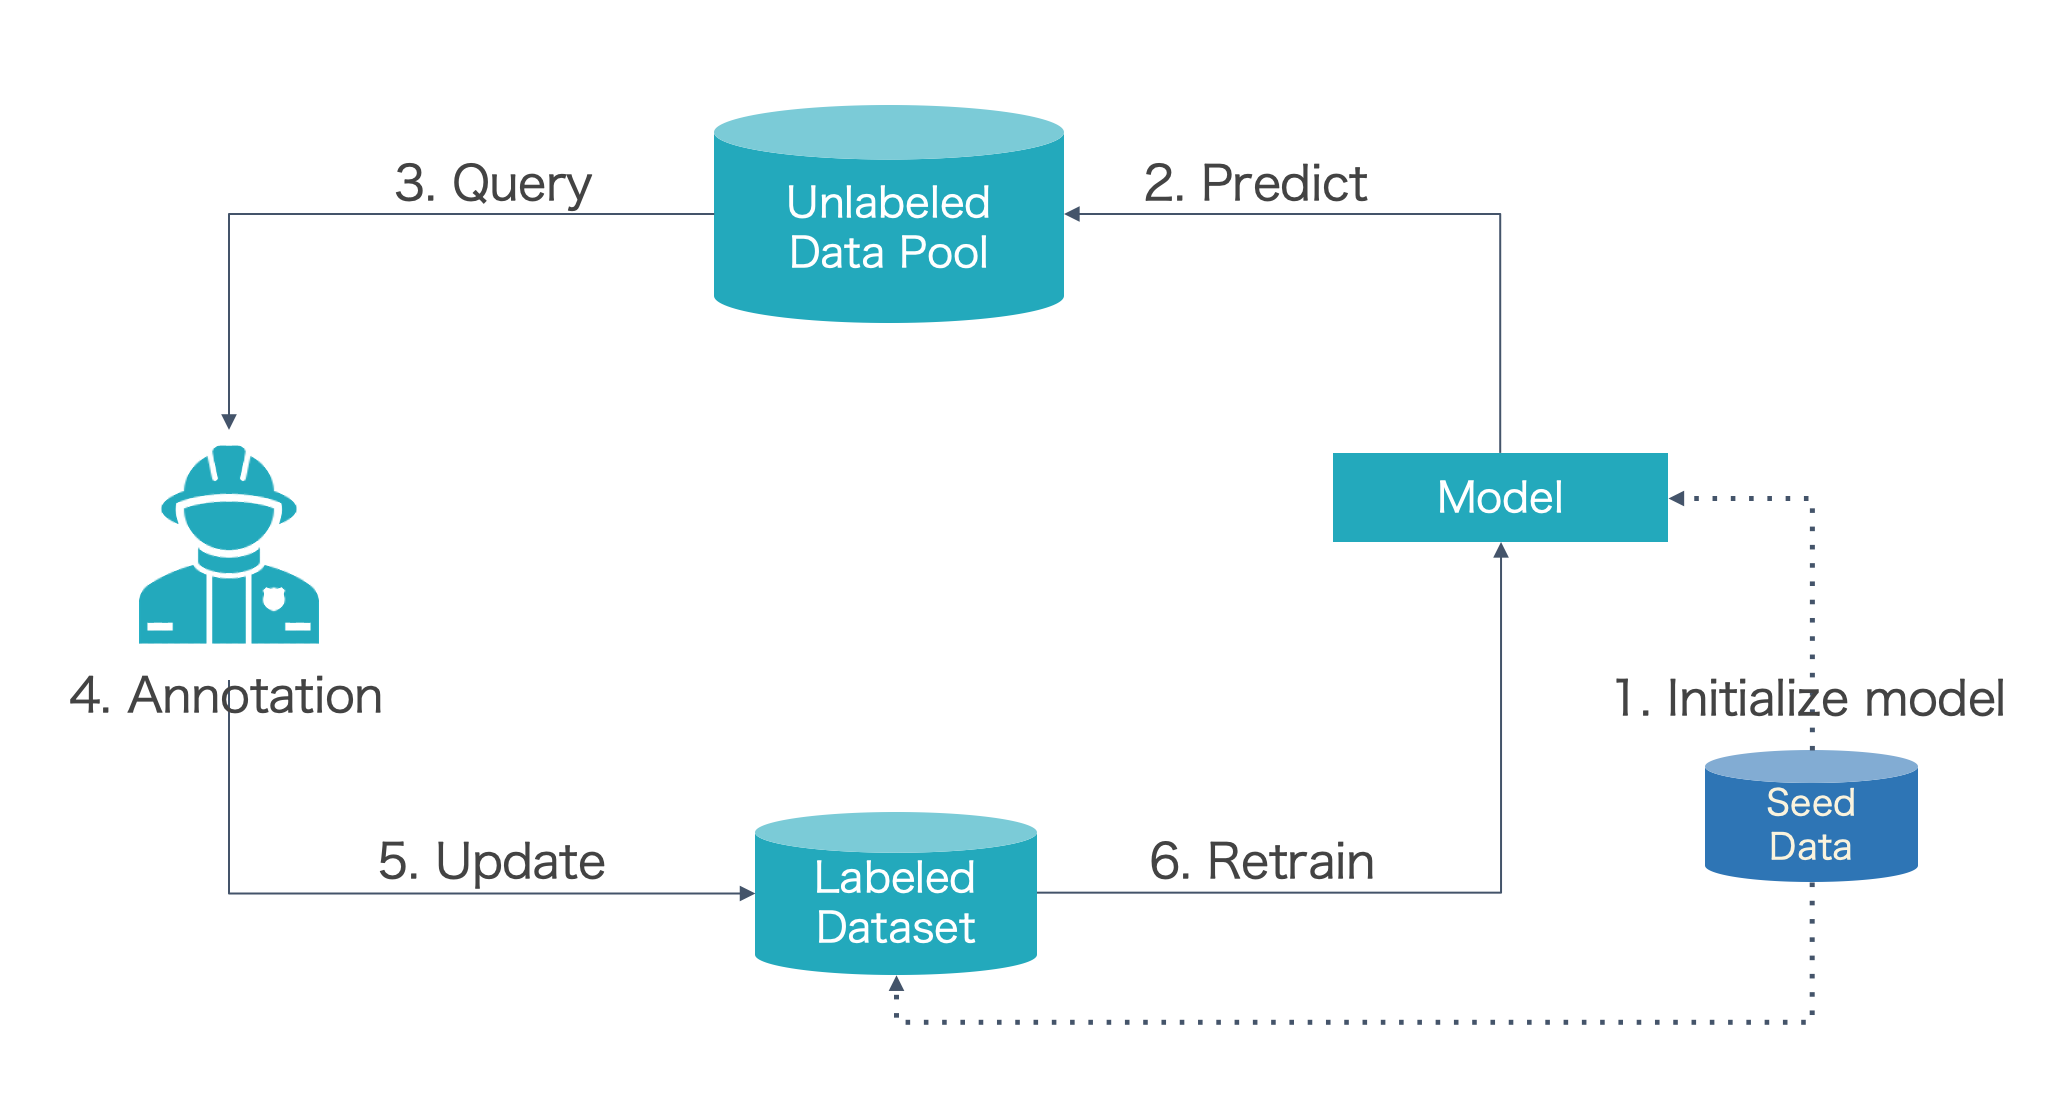 3. Query
2. Predict
Unlabeled
Data Pool
Model
4. Annotation
1. Initialize model
Seed
Data
5. Update
Labeled
Dataset
6. Retrain